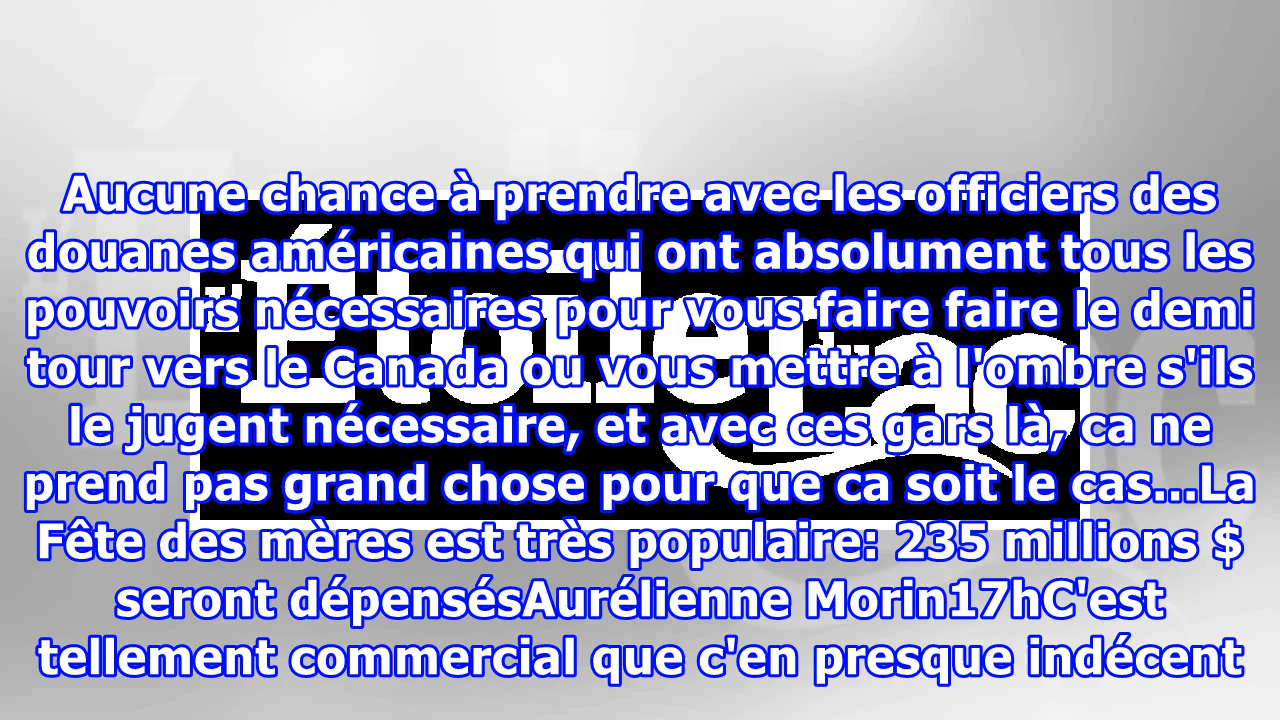 Aucune chance à prendre avec les officiers des
douanes américaines qui ont absolument tous les
pouvoirs nécessaires pour vous faire faire le demi
tour vers le Canada ou vous mettre à l'ombre s'ils
le jugent nécessaire, et avec ces gars là, ca ne
prend pas grand chose pour que ca soit le cas...La
Fête des mères est très populaire: 235 millions $
seront dépensésAurélienne Morin17hC'est
tellement commercial que c'en presque indécent
l'Étoile du Lac